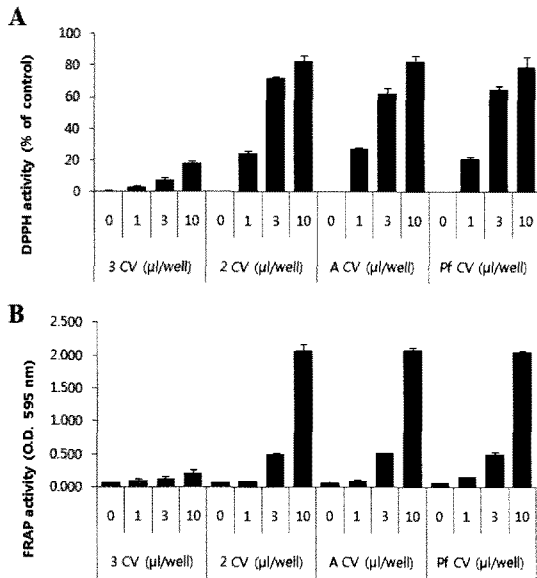 A
DPPH activity (% of control)
100
80
60
40
20
0
0 1 3 10 0 1 3 10 0 1 3 10 0 1 3 10
3 CV (µl/well) 2 CV (µl/well) A CV (µl/well) Pf CV (µl/well)
B
FRAP activity (O.D. 595 nm)
2.500
2.000
1.500
1.000
0.500
0.000
0 1 3 10 0 1 3 10 0 1 3 10 0 1 3 10
3 CV (µl/well) 2 CV (µl/well) A CV (µl/well) Pf CV (µl/well)